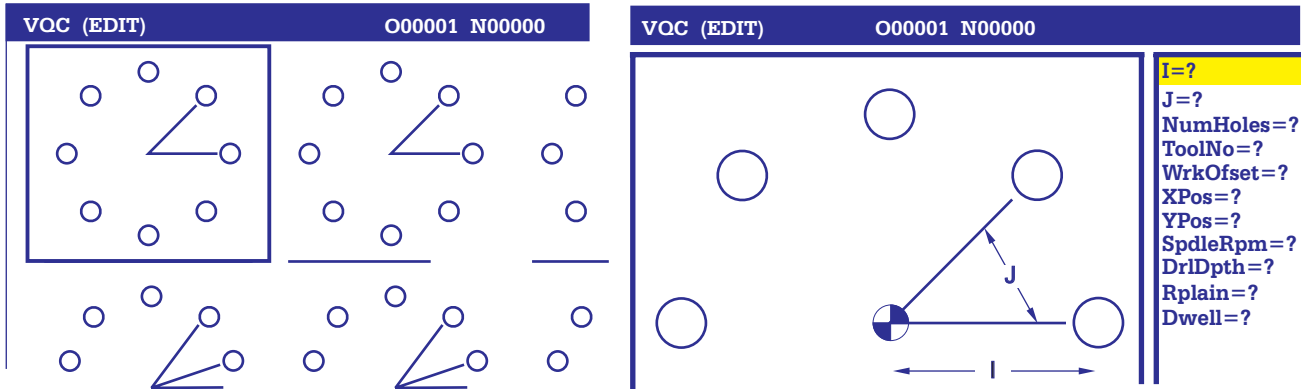 VQC (EDIT) O00001 N00000
VQC (EDIT) O00001 N00000
I=?
J=?
NumHoles=?
ToolNo=?
WrkOfset=?
XPos=?
YPos=?
SpdleRpm=?
DrlDpth=?
Rplain=?
Dwell=?
J
I